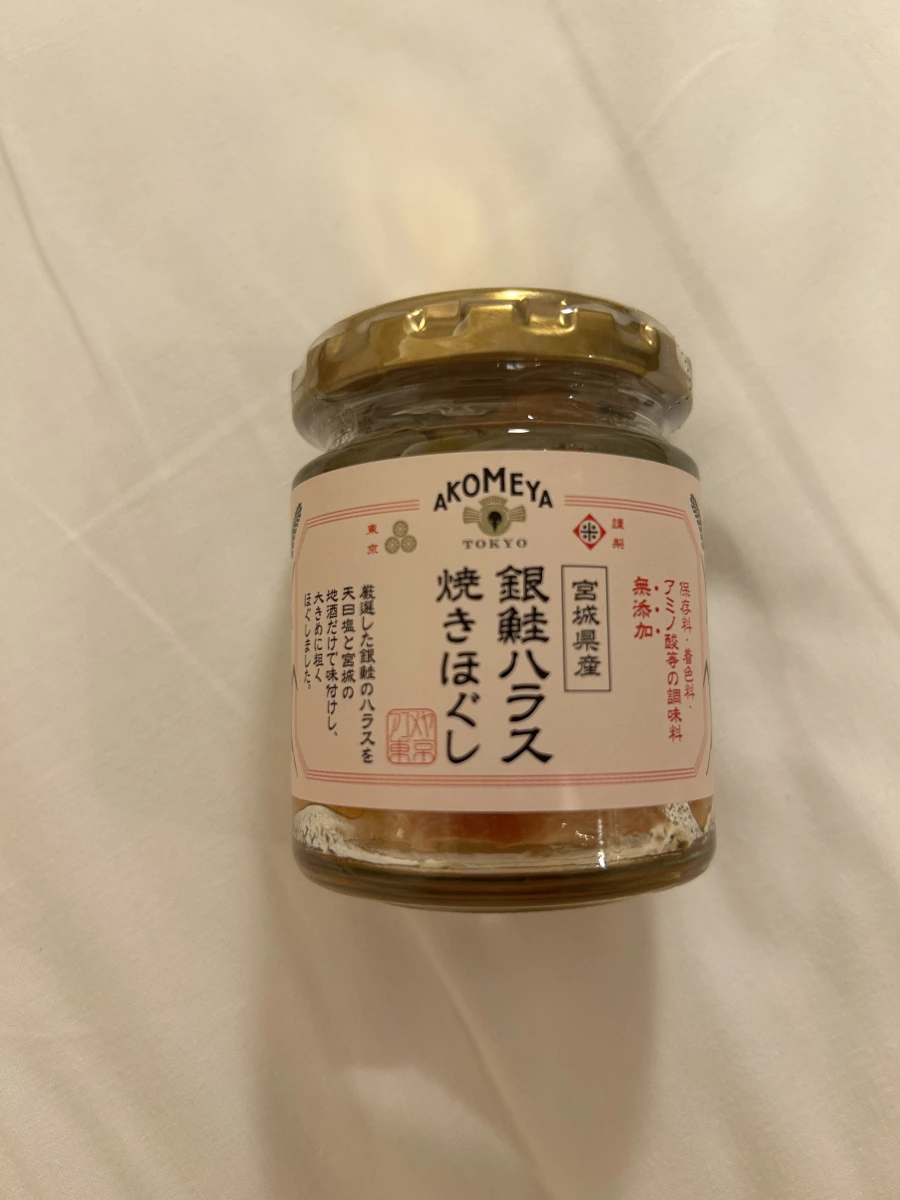 AKOMEYA
TOKYO
東京
謹製
保存料・着色料・
アミノ酸等の調味料
無添加
宮城県産
銀鮭ハラス
焼きほぐし
厳選した銀鮭のハラスを
天日塩と宮城の
地酒だけで味付けし、
大きめに粗く
ほぐしました。